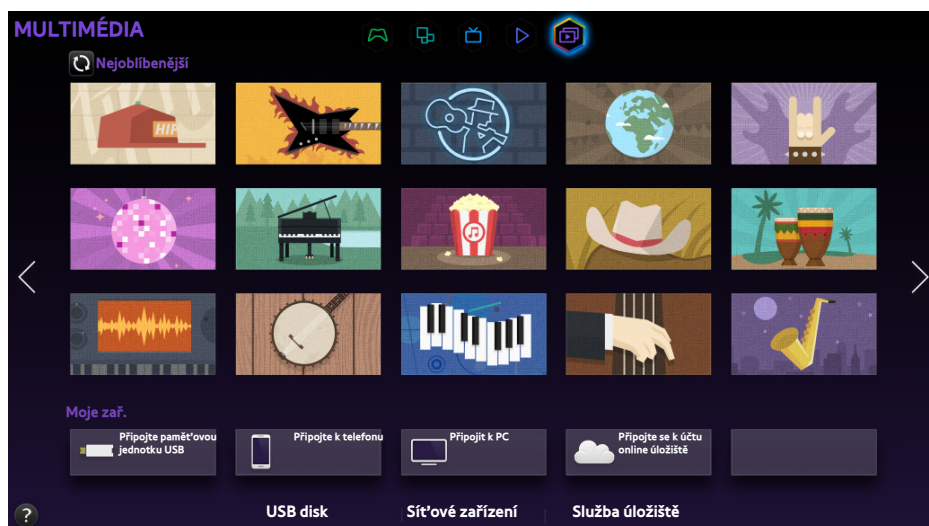 MULTIMÉDIA
Nejoblíbenější
HIP
Moje zař.
Připojte paměťovou
jednotku USB
Připojte k telefonu
Připojit k PC
Připojte se k účtu
online úložiště
?
USB disk
Síťové zařízení
Služba úložiště